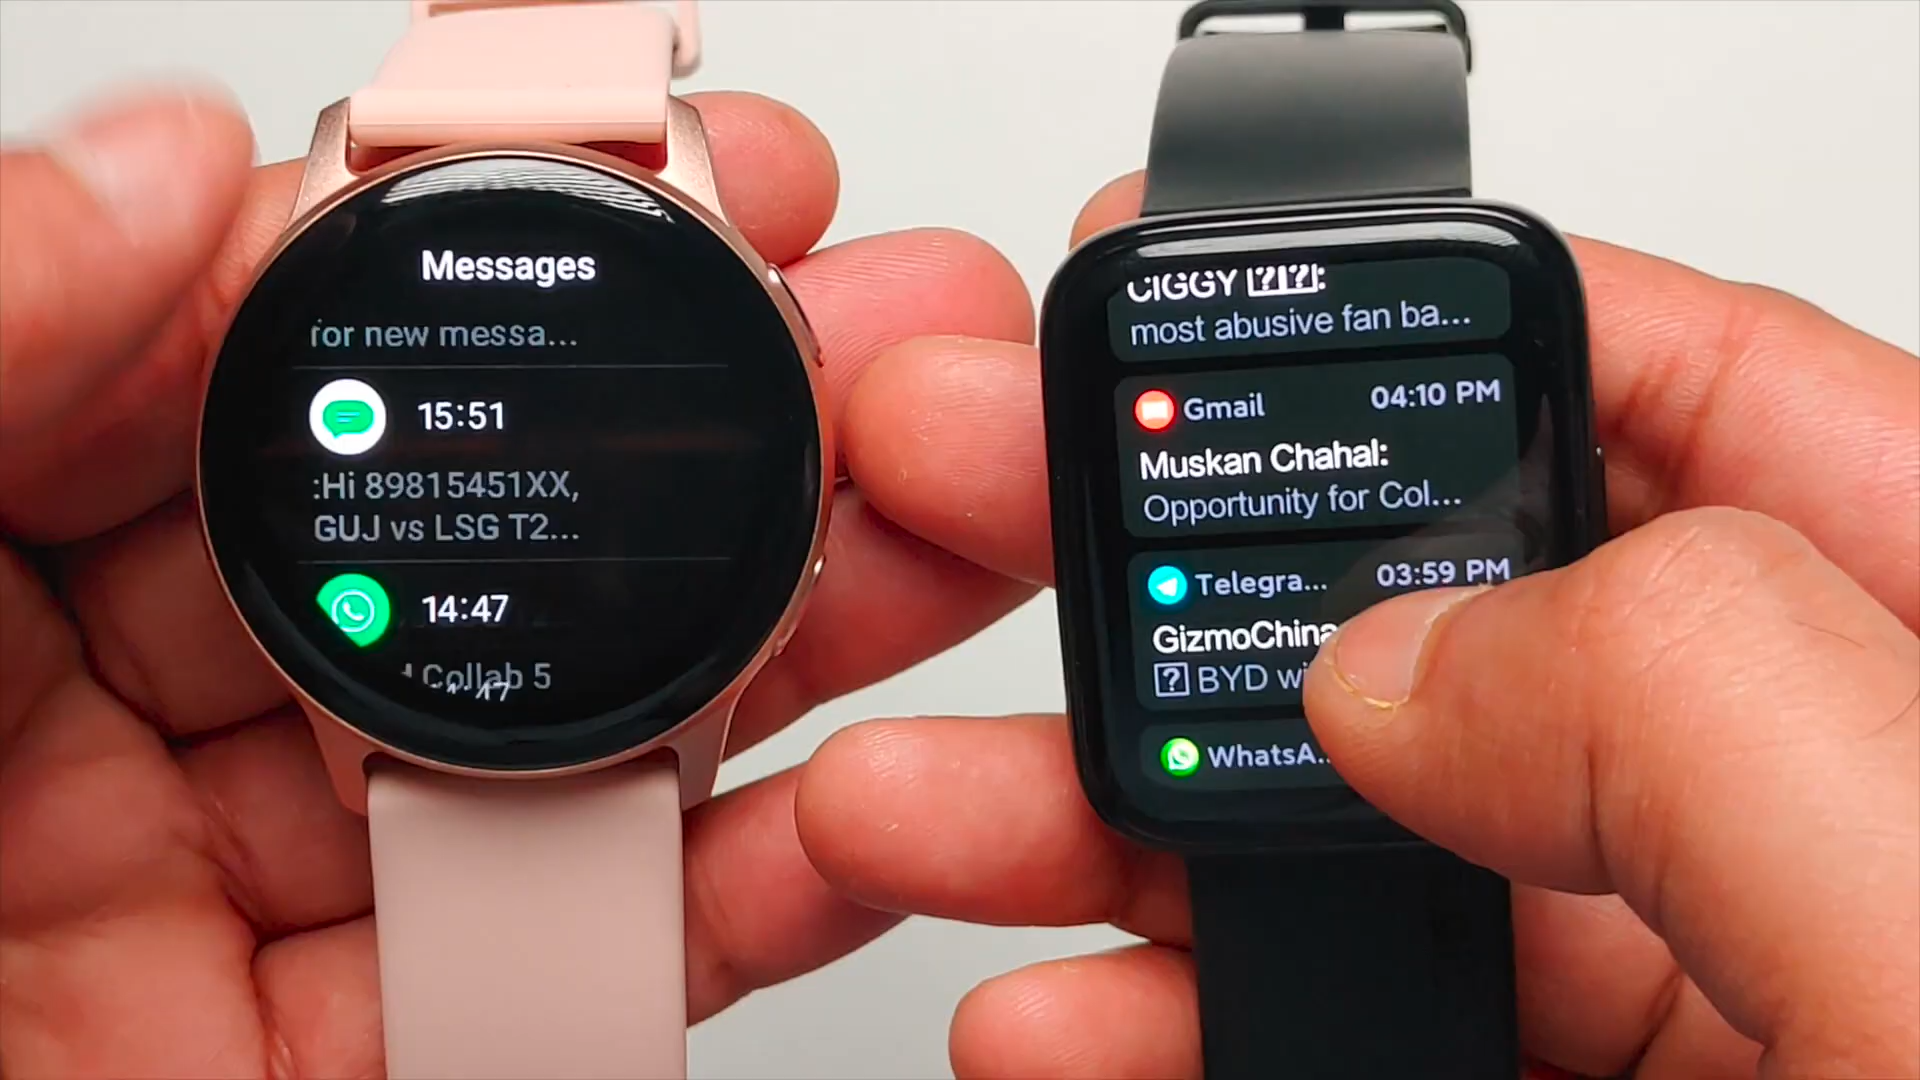 Messages
for new messa...
15:51
:Hi 89815451XX,
GUJ vs LSG T2...
14:47
Collab 5
CIGGY ⍰⍰:
most abusive fan ba...
Gmail 04:10 PM
Muskan Chahal:
Opportunity for Col...
Telegra... 03:59 PM
GizmoChina
⍰ BYD wi
WhatsA...